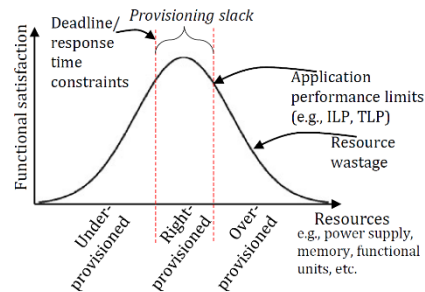 Deadline/
response
time
constraints
Provisioning slack
Functional satisfaction
Application
performance limits
(e.g., ILP, TLP)
Resource
wastage
Under-
provisioned
Right-
provisioned
Over-
provisioned
Resources
e.g., power supply,
memory, functional
units, etc.